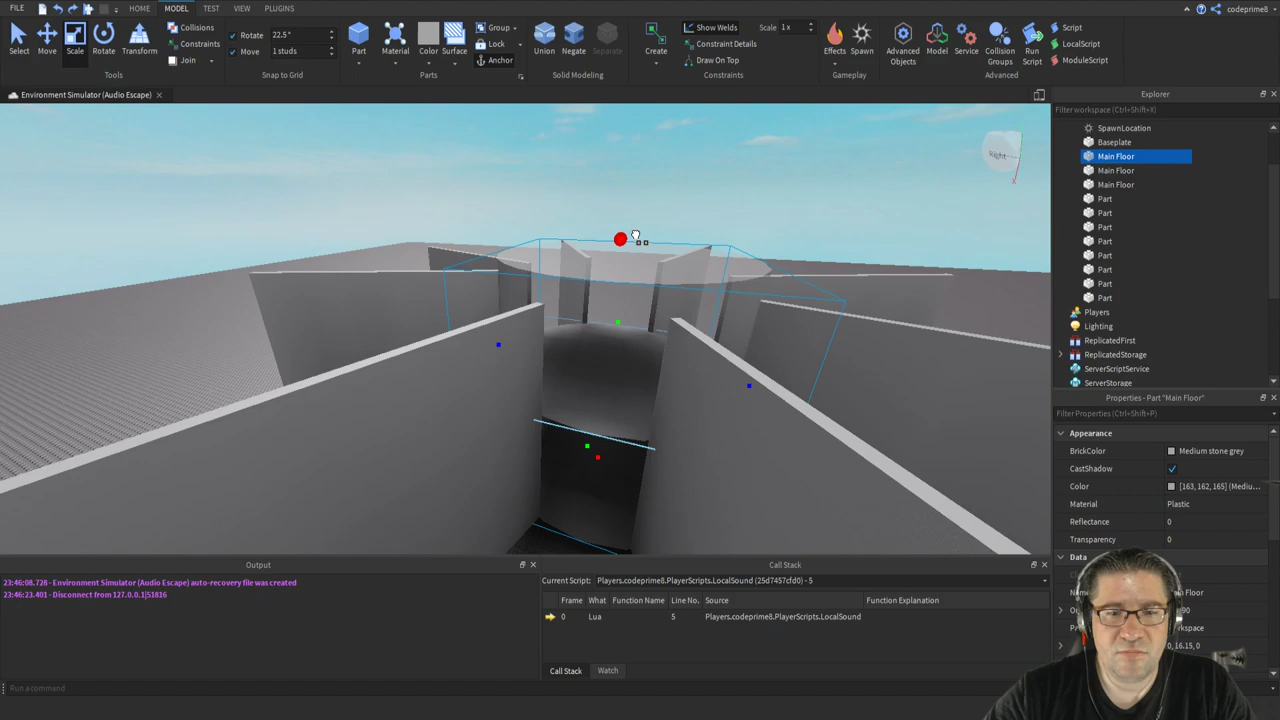 FILE HOME MODEL TEST VIEW PLUGINS codeprime8
Select Move Scale Rotate Transform
Collisions
Constraints
Join
Tools
Rotate 22.5°
Move 1 studs
Snap to Grid
Part Material Color Surface
Group
Lock
Anchor
Parts
Union Negate Separate
Solid Modeling
Create
Show Welds
Constraint Details
Draw On Top
Scale 1x
Constraints
Effects Spawn
Gameplay
Advanced Objects
Model
Service
Collision Groups
Run Script
Script
LocalScript
ModuleScript
Advanced
Environment Simulator (Audio Escape)
Right
Explorer
Filter workspace (Ctrl+Shift+X)
SpawnLocation
Baseplate
Main Floor
Main Floor
Main Floor
Part
Part
Part
Part
Part
Part
Part
Part
Players
Lighting
ReplicatedFirst
ReplicatedStorage
ServerScriptService
ServerStorage
Properties - Part "Main Floor"
Filter Properties (Ctrl+Shift+P)
Appearance
BrickColor Medium stone grey
CastShadow
Color [163, 162, 165] (Mediu...
Material Plastic
Reflectance 0
Transparency 0
Data
Main Floor
90
0, 16.15, 0
Output
23:46:08.728 - Environment Simulator (Audio Escape) auto-recovery file was created
23:46:23.401 - Disconnect from 127.0.0.1|51816
Call Stack
Current Script: Players.codeprime8.PlayerScripts.LocalSound (25d7457cfd0) - 5
Frame What Function Name Line No. Source Function Explanation
0 Lua 5 Players.codeprime8.PlayerScripts.LocalSound
Call Stack Watch
Run a command